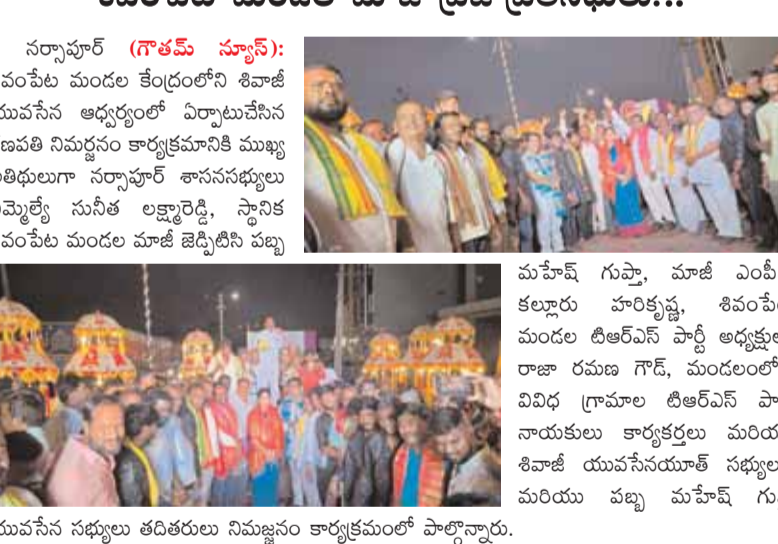 నర్సాపూర్ (గౌతమ్ న్యూస్):
వంపేట మండల కేంద్రంలోని శివాజీ
యువసేన ఆధ్వర్యంలో ఏర్పాటుచేసిన
ణపతి నిమర్జనం కార్యక్రమానికి ముఖ్య
తిథులుగా నర్సాపూర్ శాసనసభ్యులు
మ్మెల్యే సునీత లక్ష్మారెడ్డి, స్థానిక
వంపేట మండల మాజీ జెడ్పిటిసి పబ్బ
మహేష్ గుప్తా, మాజీ ఎంపీ
కల్లూరు హరికృష్ణ, శివంపే
మండల టిఆర్ఎస్ పార్టీ అధ్యక్షు
రాజా రమణ గౌడ్, మండలంలో
వివిధ గ్రామాల టిఆర్ఎస్ పా
నాయకులు కార్యకర్తలు మరియ
శివాజీ యువసేనయూత్ సభ్యుల
మరియు పబ్బ మహేష్ గు
యువసేన సభ్యులు తదితరులు నిమజ్జనం కార్యక్రమంలో పాల్గొన్నారు.